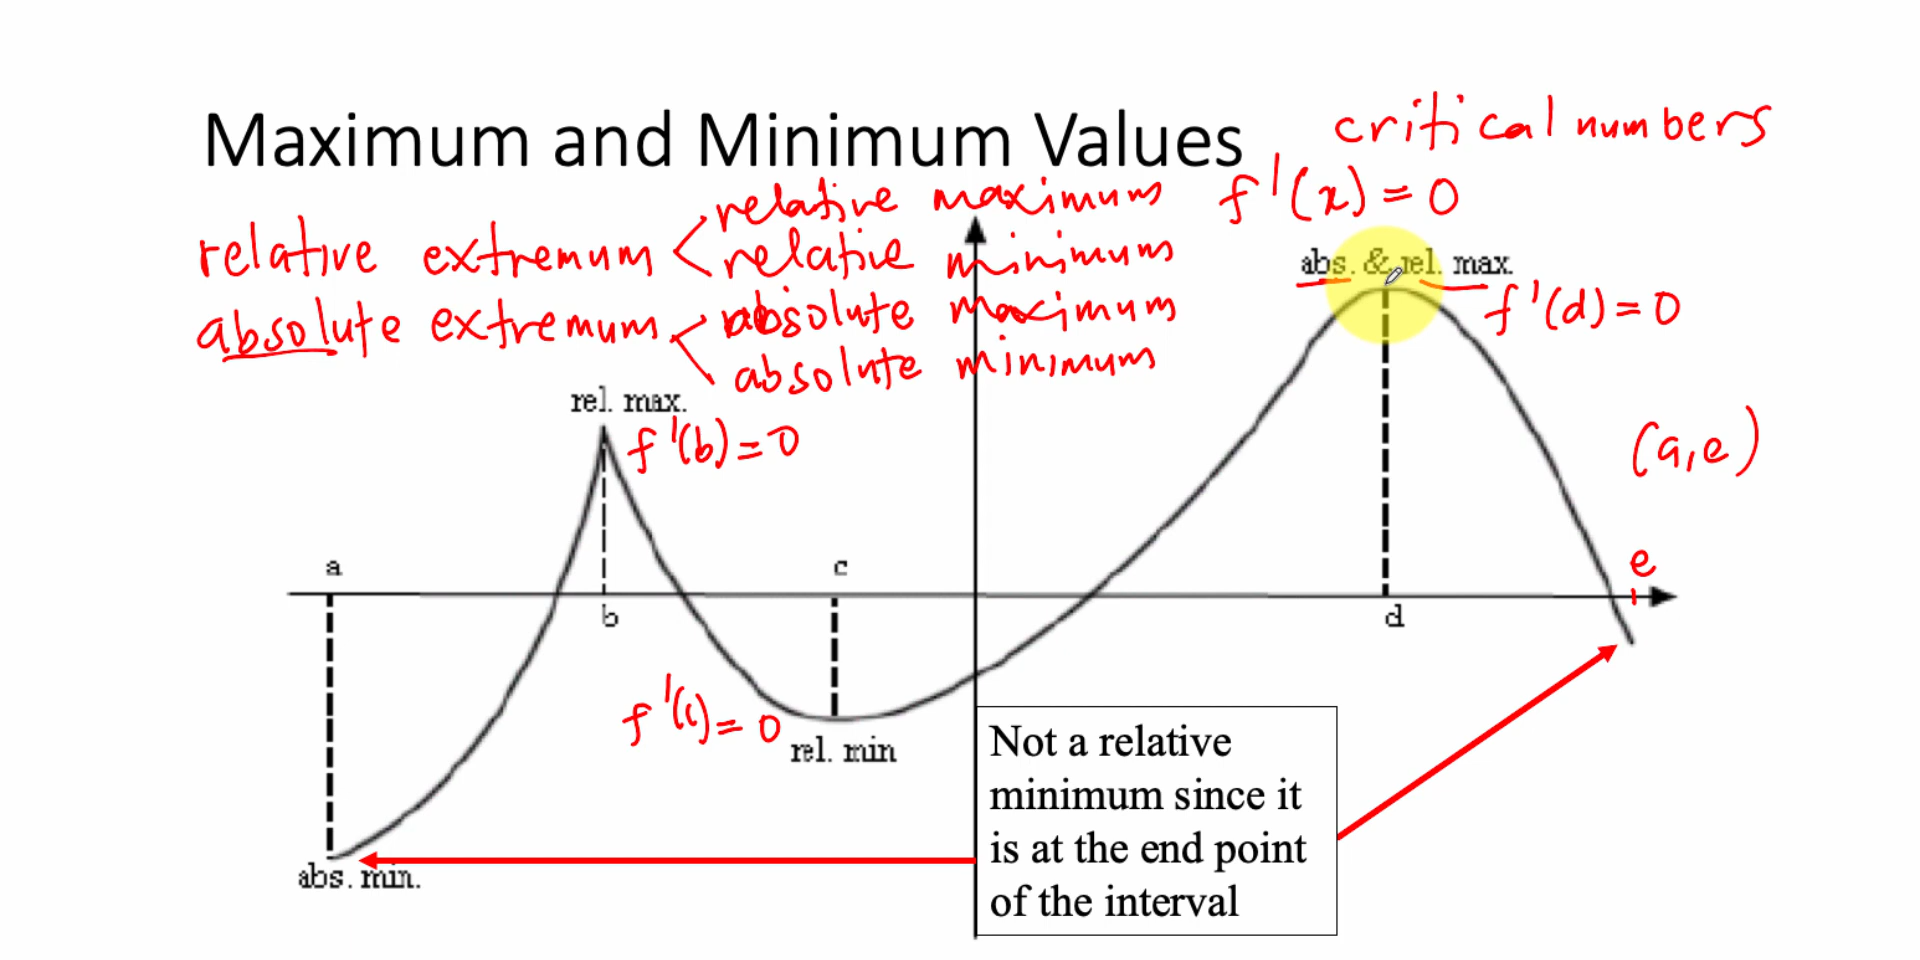 Maximum and Minimum Values
critical numbers
f'(x) = 0
relative extremum < relative maximum
relative minimum
absolute extremum < absolute maximum
absolute minimum
abs. & rel. max.
f'(d) = 0
rel. max.
f'(b) = 0
(a,e)
a
c
e
b
d
f'(c) = 0
rel. min
abs. min.
Not a relative
minimum since it
is at the end point
of the interval